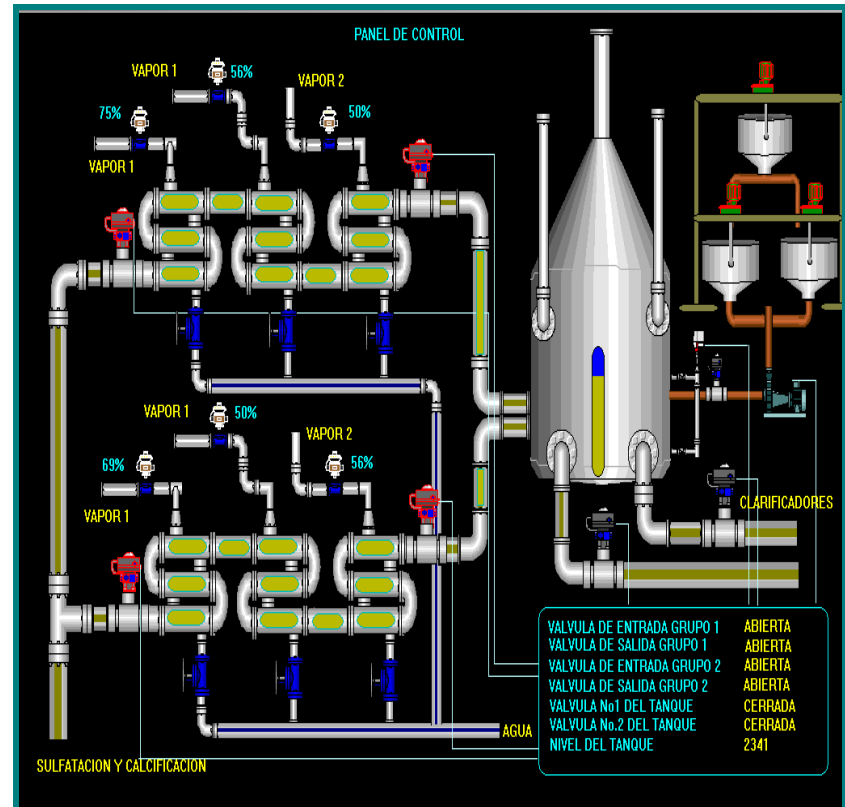 PANEL DE CONTROL
VAPOR 1
56%
VAPOR 2
75%
50%
VAPOR 1
VAPOR 1
50%
VAPOR 2
69%
56%
VAPOR 1
CLARIFICADORES
VALVULA DE ENTRADA GRUPO 1 ABIERTA
VALVULA DE SALIDA GRUPO 1 ABIERTA
VALVULA DE ENTRADA GRUPO 2 ABIERTA
VALVULA DE SALIDA GRUPO 2 ABIERTA
VALVULA No1 DEL TANQUE CERRADA
VALVULA No.2 DEL TANQUE CERRADA
NIVEL DEL TANQUE 2341
AGUA
SULFATACION Y CALCIFICACION